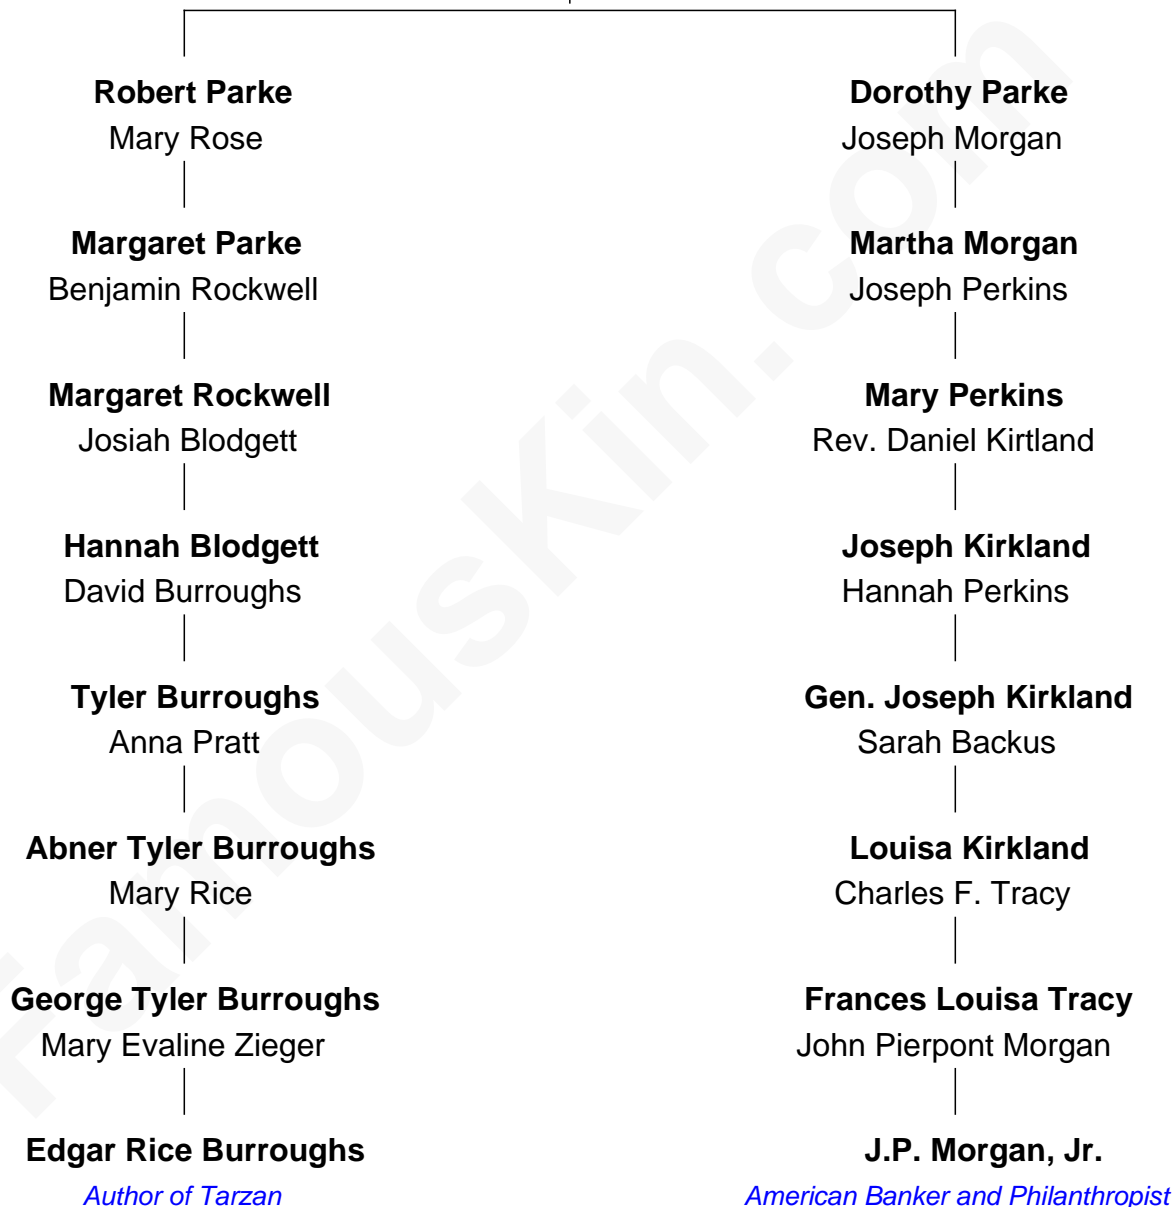 Robert Parke
Mary Rose
Margaret Parke
Benjamin Rockwell
Margaret Rockwell
Josiah Blodgett
Hannah Blodgett
David Burroughs
Tyler Burroughs
Anna Pratt
Abner Tyler Burroughs
Mary Rice
George Tyler Burroughs
Mary Evaline Zieger
Edgar Rice Burroughs
Author of Tarzan
Dorothy Parke
Joseph Morgan
Martha Morgan
Joseph Perkins
Mary Perkins
Rev. Daniel Kirtland
Joseph Kirkland
Hannah Perkins
Gen. Joseph Kirkland
Sarah Backus
Louisa Kirkland
Charles F. Tracy
Frances Louisa Tracy
John Pierpont Morgan
J.P. Morgan, Jr.
American Banker and Philanthropist
FamousKin.com